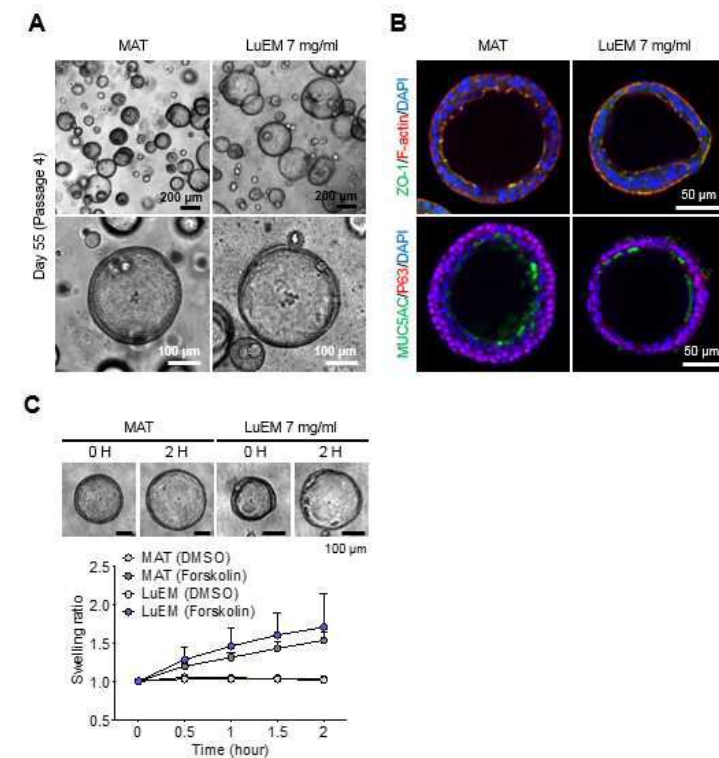 A
MAT
LuEM 7 mg/ml
Day 55 (Passage 4)
200 µm
200 µm
100 µm
100 µm
B
MAT
LuEM 7 mg/ml
ZO-1/F-actin/DAPI
50 µm
MUC5AC/P63/DAPI
50 µm
C
MAT
LuEM 7 mg/ml
0 H
2 H
0 H
2 H
100 µm
MAT (DMSO)
MAT (Forskolin)
LuEM (DMSO)
LuEM (Forskolin)
Swelling ratio
2.5
2.0
1.5
1.0
0.5
0
0.5
1
1.5
2
Time (hour)